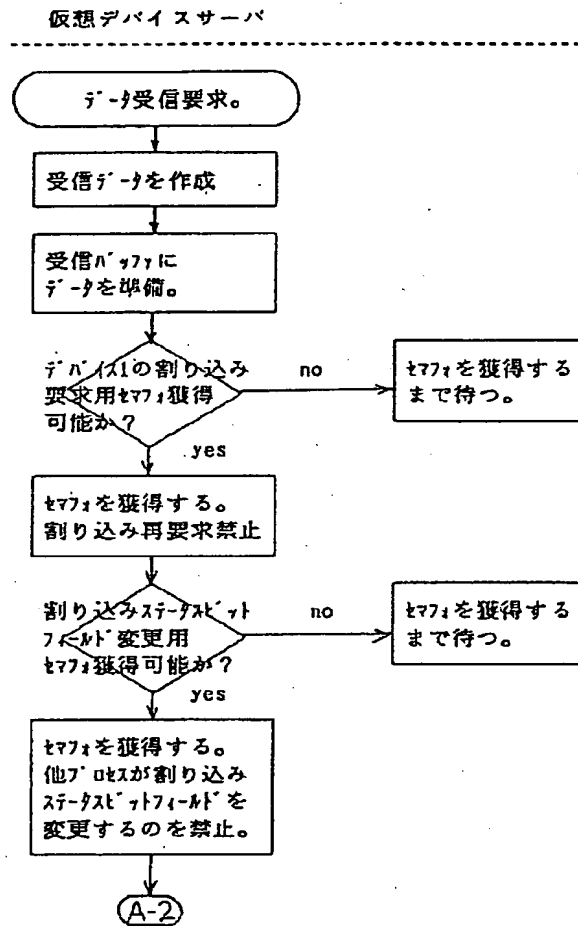 仮想デバイスサーバ
ﾃﾞｰﾀ受信要求。
受信ﾃﾞｰﾀを作成
受信ﾊﾞｯﾌｧに
ﾃﾞｰﾀを準備。
ﾃﾞﾊﾞｲｽ1の割り込み
要求用ｾﾏﾌｫ獲得
可能か?
no
ｾﾏﾌｫを獲得する
まで待つ。
yes
ｾﾏﾌｫを獲得する。
割り込み再要求禁止
割り込みｽﾃｰﾀｽﾋﾞｯﾄ
ﾌｨｰﾙﾄﾞ変更用
ｾﾏﾌｫ獲得可能か?
no
ｾﾏﾌｫを獲得する
まで待つ。
yes
ｾﾏﾌｫを獲得する。
他ﾌﾟﾛｾｽが割り込み
ｽﾃｰﾀｽﾋﾞｯﾄﾌｨｰﾙﾄﾞを
変更するのを禁止。
A-2